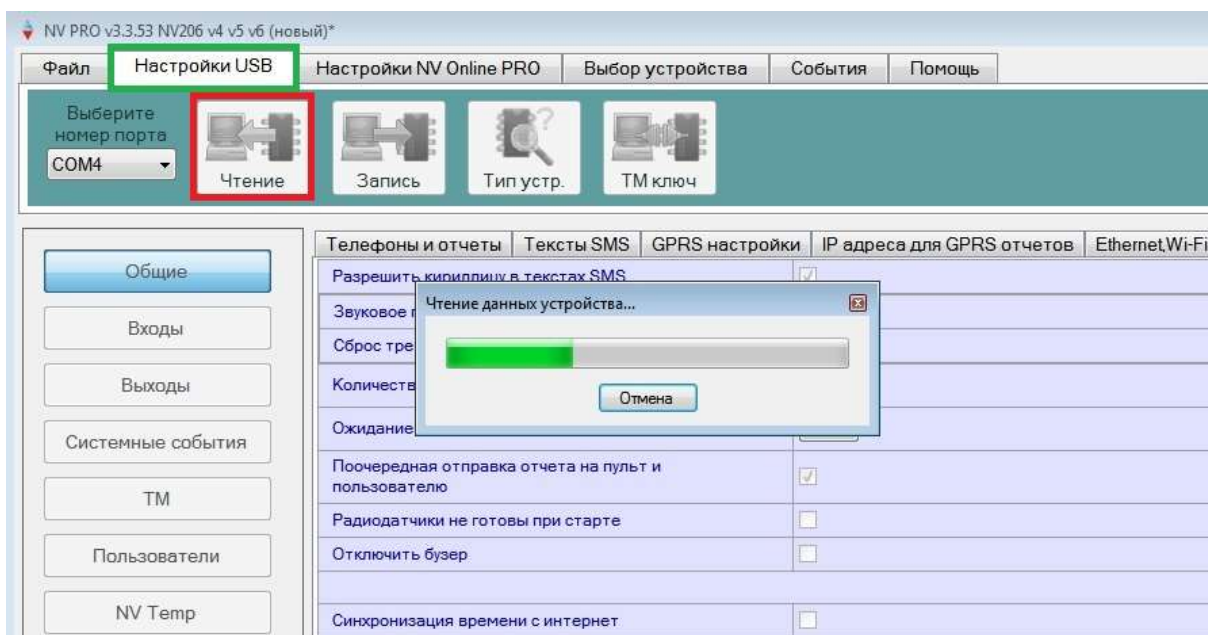 NV PRO v3.3.53 NV206 v4 v5 v6 (новый)*
Файл Настройки USB Настройки NV Online PRO Выбор устройства События Помощь
Выберите
номер порта
COM4
Чтение Запись Тип устр. ТМ ключ
Телефоны и отчеты Тексты SMS GPRS настройки IP адреса для GPRS отчетов Ethernet,Wi-Fi
Общие
Входы
Выходы
Системные события
ТМ
Пользователи
NV Temp
Разрешить кириллицу в текстах SMS
Звуковое
Чтение данных устройства...
Сброс тре
Количеств
Отмена
Ожидание
Поочередная отправка отчета на пульт и
пользователю
Радиодатчики не готовы при старте
Отключить бузер
Синхронизация времени с интернет